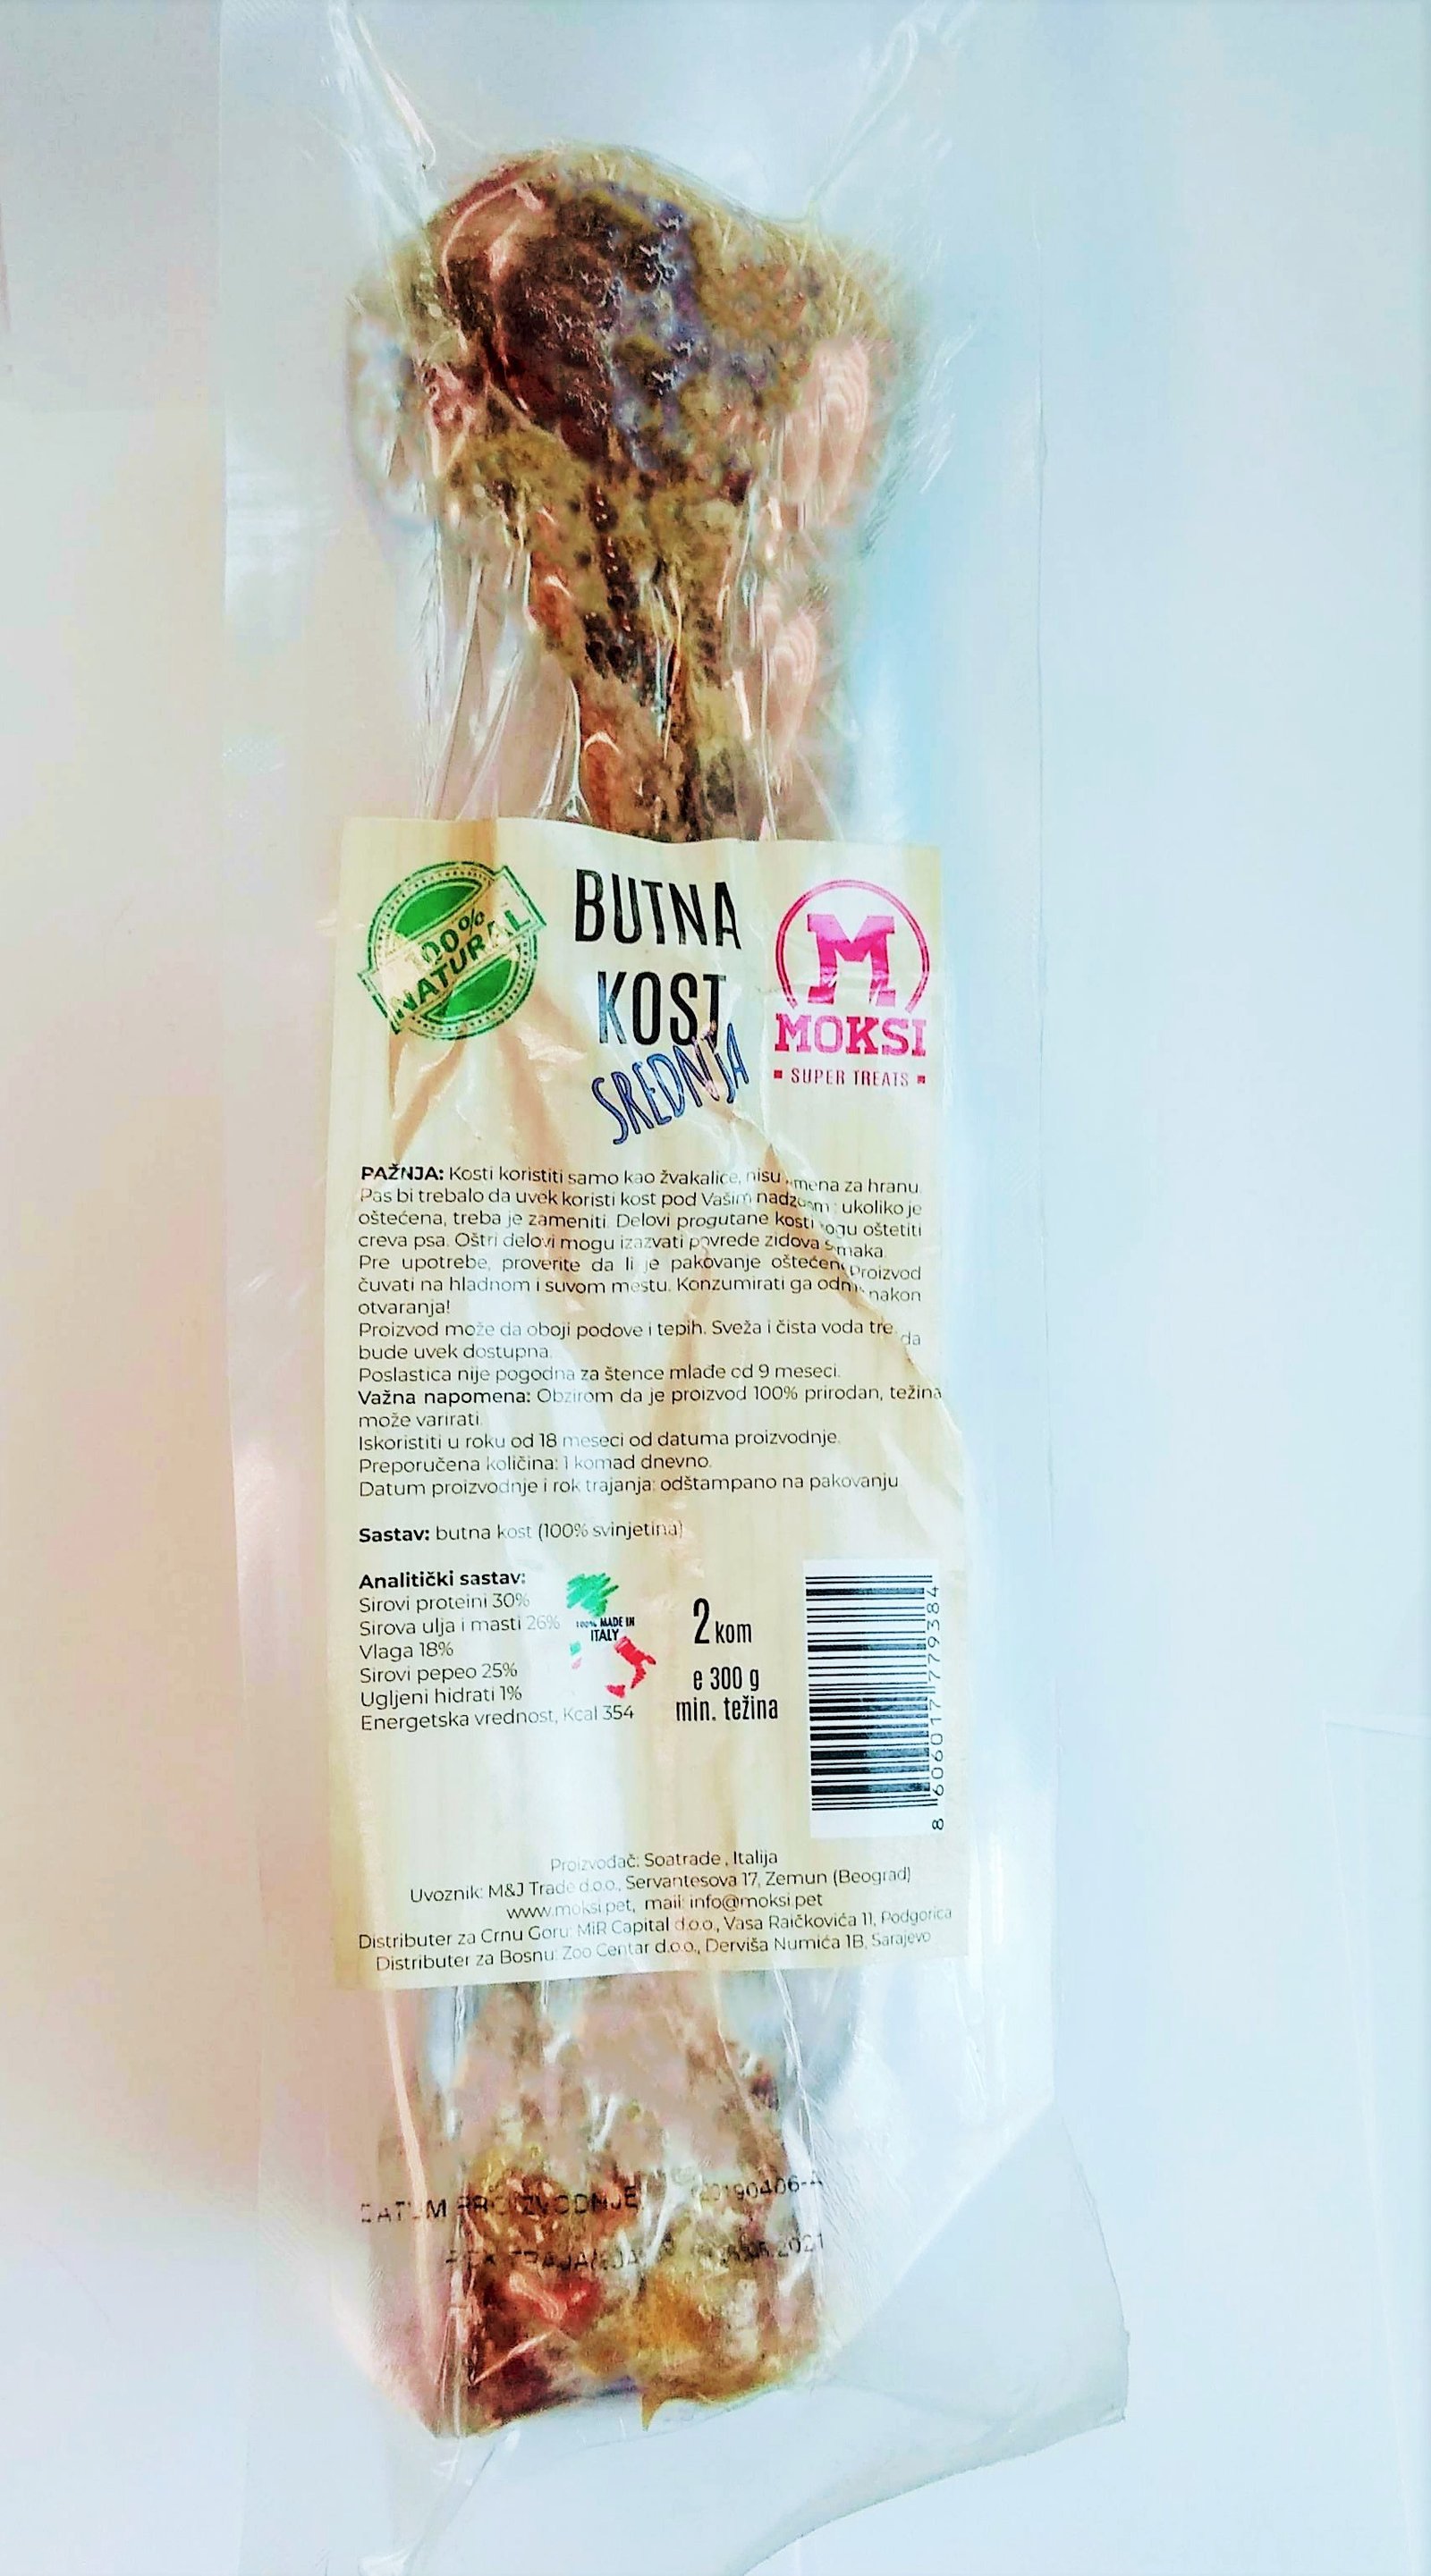 100%
NATURAL
BUTNA
KOST
SREDNJA
M
MOKSI
SUPER TREATS
PAŽNJA: Kosti koristiti samo kao žvakalice, nisu za hranu.
Pas bi trebalo da uvek koristi kost pod Vašim ukoliko je
oštećena, treba je zameniti. Delovi progutane kosti oštetiti
creva psa. Oštri delovi mogu izazvati povrede zidova
Pre upotrebe, proverite da li je pakovanje Proizvod
čuvati na hladnom i suvom mestu. Konzumirati ga nakon
otvaranja!
Proizvod može da oboji podove i tepih. Sveža i čista voda da
bude uvek dostupna.
Poslastica nije pogodna za štence mlađe od 9 meseci.
Važna napomena: Obzirom da je proizvod 100% prirodan, težina
može varirati.
Iskoristiti u roku od 18 meseci od datuma proizvodnje.
Preporučena količina: 1 komad dnevno.
Datum proizvodnje i rok trajanja: odštampano na pakovanju
Sastav: butna kost (100% svinjetina)
Analitički sastav:
Sirovi proteini 30%
Sirova ulja i masti 26%
Vlaga 18%
Sirovi pepeo 25%
Ugljeni hidrati 1%
Energetska vrednost, Kcal 354
100% MADE IN
ITALY
2 kom
e 300 g
min. težina
8 606017 779384
Proizvođač: Soatrade, Italija
Uvoznik: M&J Trade d.o.o., Servantesova 17, Zemun (Beograd)
www.moksi.pet, mail: info@moksi.pet
Distributer za Crnu Goru: MIR Capital d.o.o., Vasa Raičkovića 11, Podgorica
Distributer za Bosnu: Zoo Centar d.o.o., Derviša Numića 1B, Sarajevo
DATUM PROIZVODNJE
ROK TRAJANJA